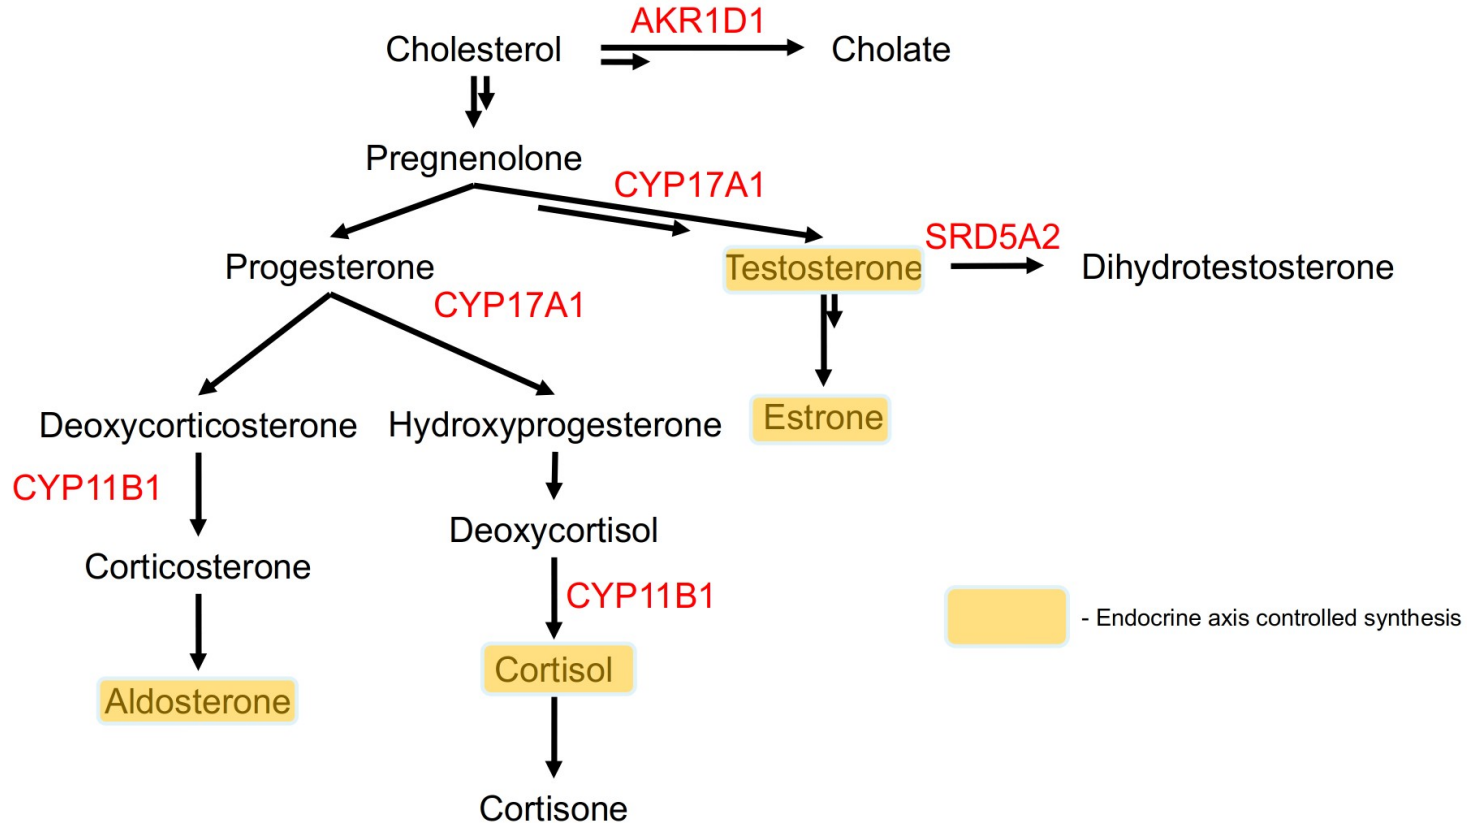 AKR1D1
Cholesterol
Cholate
Pregnenolone
CYP17A1
SRD5A2
Progesterone
Testosterone
Dihydrotestosterone
CYP17A1
Deoxycorticosterone
Hydroxyprogesterone
Estrone
CYP11B1
Deoxycortisol
Corticosterone
CYP11B1
- Endocrine axis controlled synthesis
Cortisol
Aldosterone
Cortisone